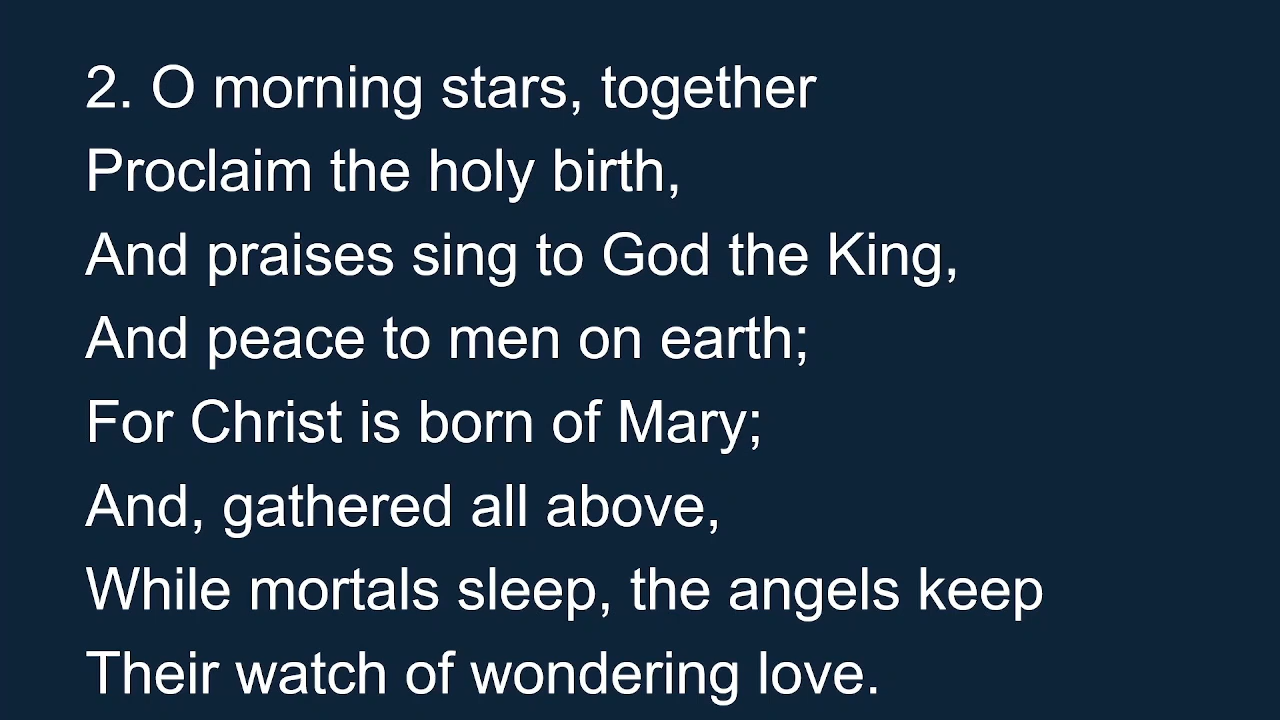 2. O morning stars, together
Proclaim the holy birth,
And praises sing to God the King,
And peace to men on earth;
For Christ is born of Mary;
And, gathered all above,
While mortals sleep, the angels keep
Their watch of wondering love.